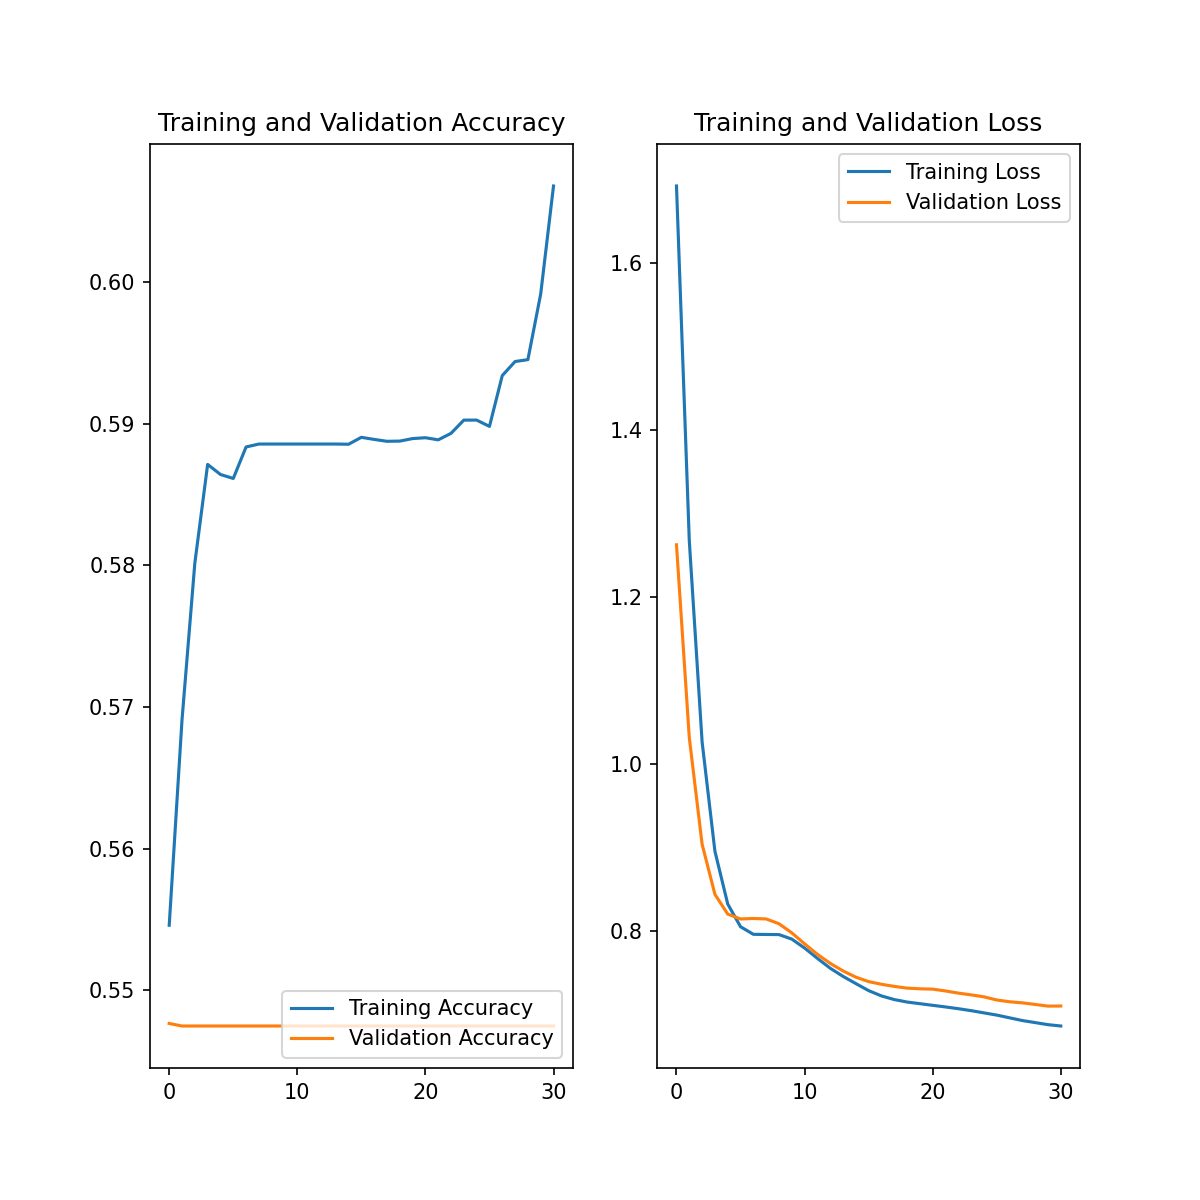 Training and Validation Accuracy
0.60
0.59
0.58
0.57
0.56
0.55
Training Accuracy
Validation Accuracy
0 10 20 30
Training and Validation Loss
Training Loss
Validation Loss
1.6
1.4
1.2
1.0
0.8
0 10 20 30